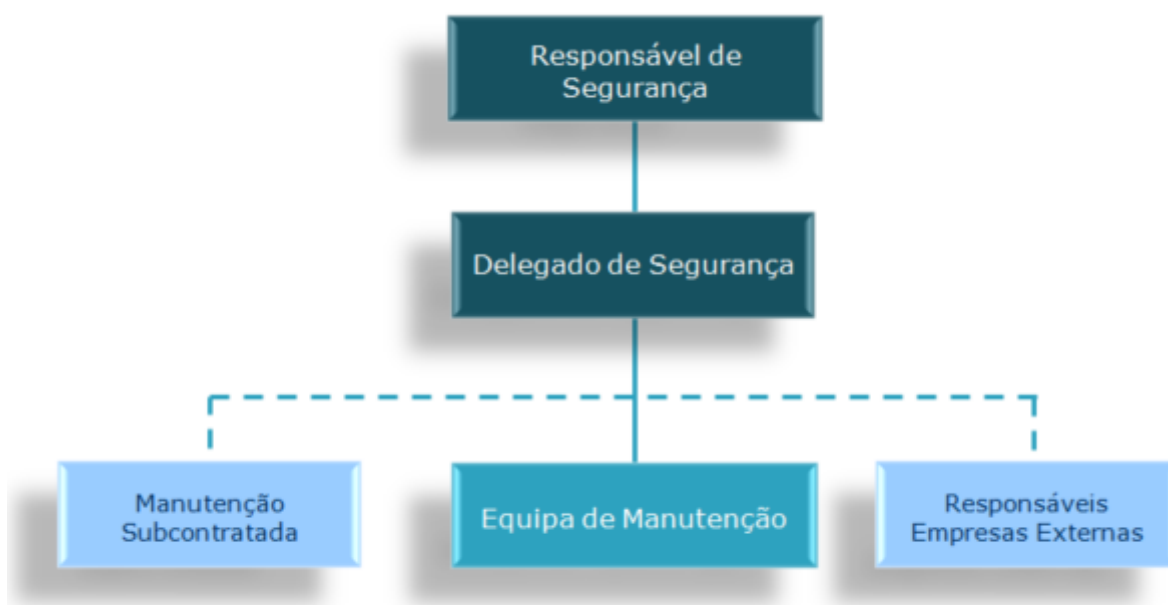 Responsável de
Segurança
Delegado de Segurança
Manutenção
Subcontratada
Equipa de Manutenção
Responsáveis
Empresas Externas